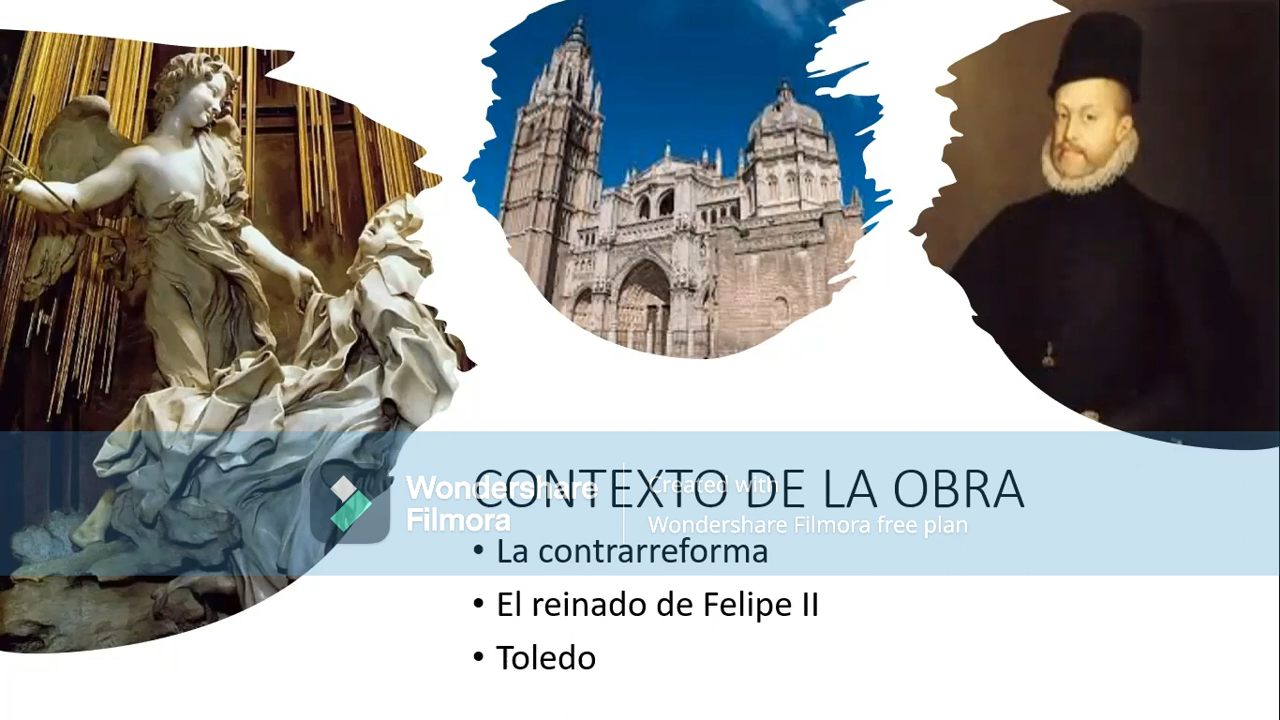 CONTEXTO DE LA OBRA
Wondershare
Filmora
Created with
Wondershare Filmora free plan
• La contrarreforma
• El reinado de Felipe II
• Toledo